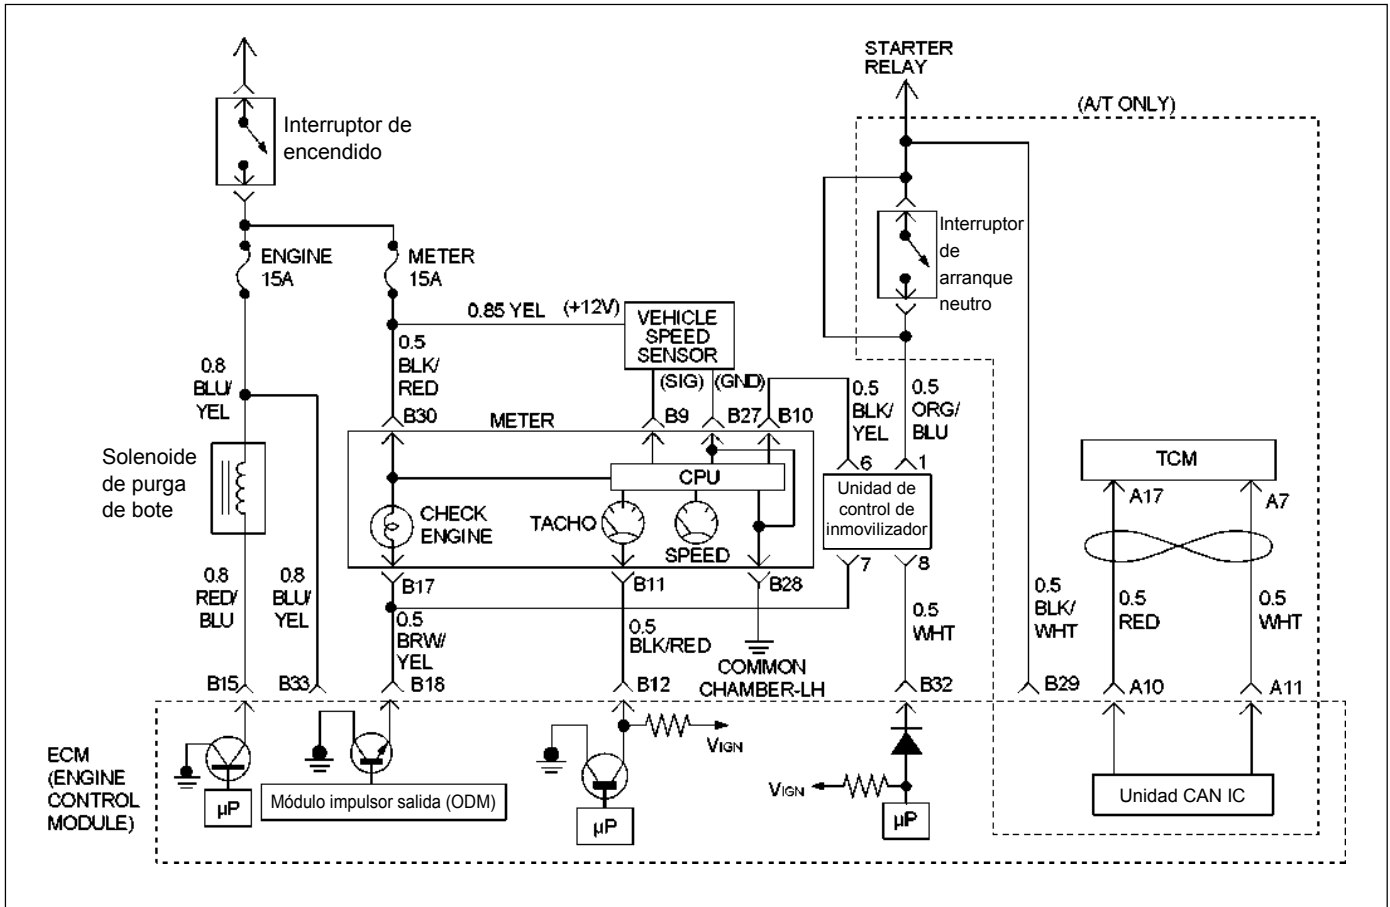 STARTER
RELAY
(A/T ONLY)
Interruptor de
encendido
Interruptor
de
arranque
neutro
ENGINE
15A
METER
15A
0.85 YEL
(+12V)
VEHICLE
SPEED
SENSOR
(SIG)
(GND)
0.5
BLK/
RED
0.8
BLU/
YEL
0.5
BLK/
YEL
0.5
ORG/
BLU
B30
METER
B9
B27
B10
6
1
Solenoide
de purga
de bote
CPU
CHECK
ENGINE
TACHO
SPEED
Unidad de
control de
inmovilizador
TCM
A17
A7
B17
B11
B28
7
8
0.8
RED/
BLU
0.8
BLU/
YEL
0.5
BRW/
YEL
0.5
BLK/RED
COMMON
CHAMBER-LH
0.5
WHT
0.5
BLK/
WHT
0.5
RED
0.5
WHT
B15
B33
B18
B12
B32
B29
A10
A11
ECM
(ENGINE
CONTROL
MODULE)
µP
Módulo impulsor salida (ODM)
VIGN
µP
VIGN
µP
Unidad CAN IC